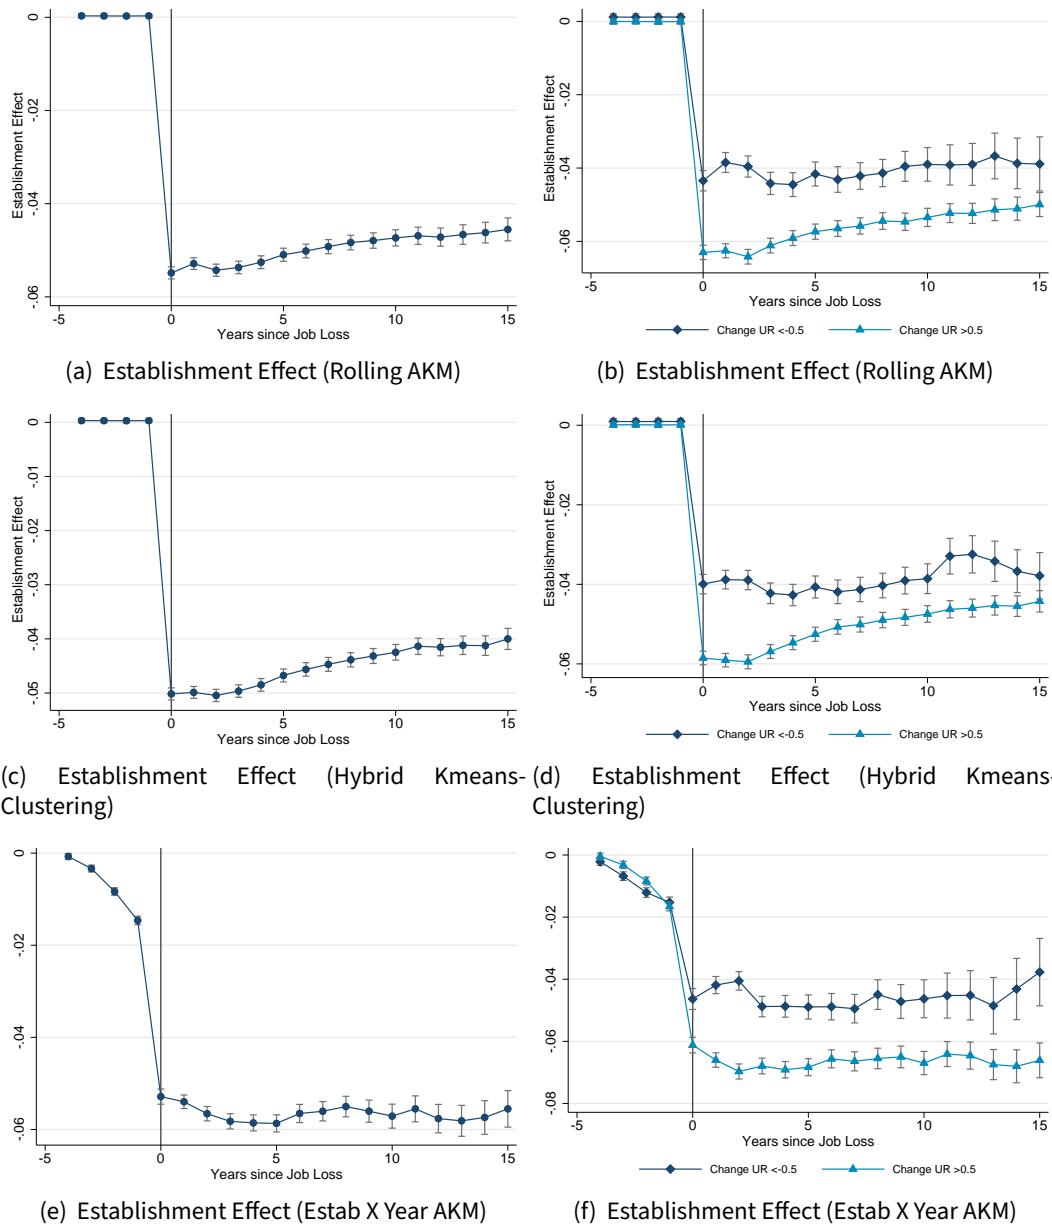 0
-.02
-.04
-.06
Establishment Effect
-5 0 5 10 15
Years since Job Loss
(a) Establishment Effect (Rolling AKM)
0
-.02
-.04
-.06
Establishment Effect
-5 0 5 10 15
Years since Job Loss
Change UR <-0.5 Change UR >0.5
(b) Establishment Effect (Rolling AKM)
0
-.01
-.02
-.03
-.04
-.05
Establishment Effect
-5 0 5 10 15
Years since Job Loss
(c) Establishment Effect (Hybrid Kmeans-
Clustering)
0
-.02
-.04
-.06
Establishment Effect
-5 0 5 10 15
Years since Job Loss
Change UR <-0.5 Change UR >0.5
(d) Establishment Effect (Hybrid Kmeans-
Clustering)
0
-.02
-.04
-.06
Establishment Effect
-5 0 5 10 15
Years since Job Loss
(e) Establishment Effect (Estab X Year AKM)
0
-.02
-.04
-.06
-.08
Establishment Effect
-5 0 5 10 15
Years since Job Loss
Change UR <-0.5 Change UR >0.5
(f) Establishment Effect (Estab X Year AKM)